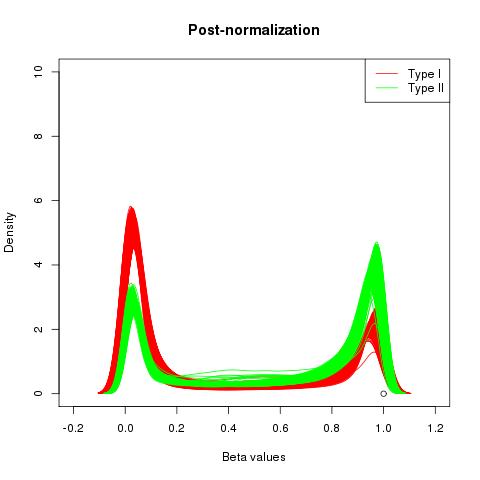 Post-normalization
Type I
Type II
10
8
6
4
2
0
Density
-0.2 0.0 0.2 0.4 0.6 0.8 1.0 1.2
Beta values